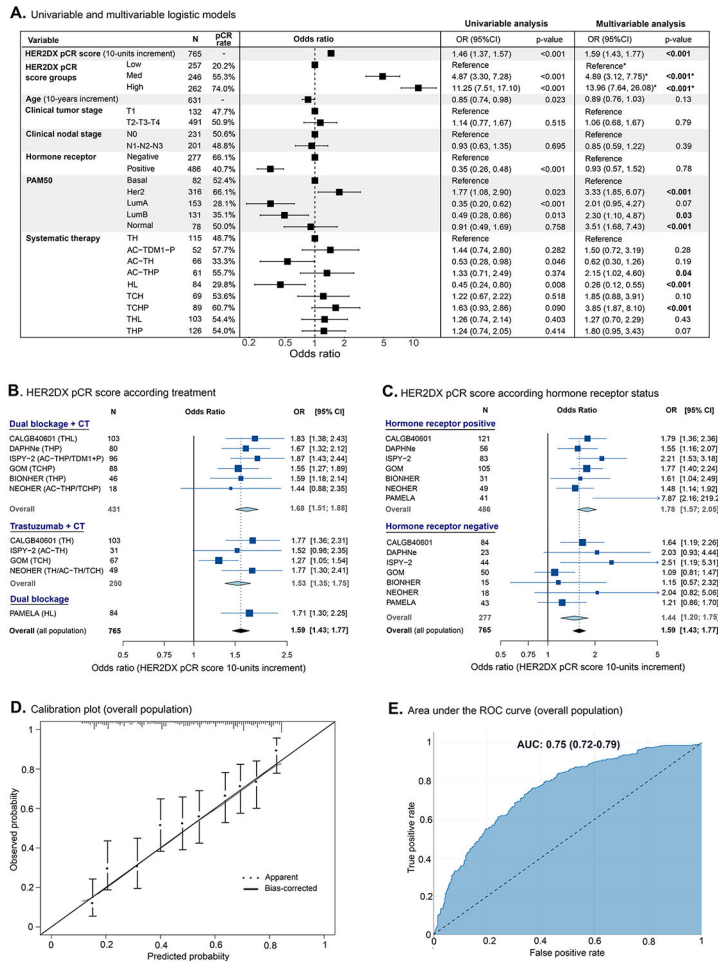 A. Univariable and multivariable logistic models
Univariable analysis Multivariable analysis
Variable N pCR rate Odds ratio OR (95%CI) p-value OR (95%CI) p-value
HER2DX pCR score (10-units increment) 765 - 1.46 (1.37, 1.57) <0.001 1.59 (1.43, 1.77) <0.001
HER2DX pCR score groups Low 257 20.2% Reference Reference*
Med 246 55.3% 4.87 (3.30, 7.28) <0.001 4.89 (3.12, 7.75)* <0.001*
High 262 74.0% 11.25 (7.51, 17.10) <0.001 13.96 (7.64, 26.08)* <0.001*
Age (10-years increment) 631 - 0.85 (0.74, 0.98) 0.023 0.89 (0.76, 1.03) 0.13
Clinical tumor stage T1 132 47.7% Reference Reference
T2-T3-T4 491 50.9% 1.14 (0.77, 1.67) 0.515 1.06 (0.68, 1.67) 0.79
Clinical nodal stage N0 231 50.6% Reference Reference
N1-N2-N3 201 48.8% 0.93 (0.63, 1.35) 0.695 0.85 (0.59, 1.22) 0.39
Hormone receptor Negative 277 66.1% Reference Reference
Positive 486 40.7% 0.35 (0.26, 0.48) <0.001 0.93 (0.57, 1.52) 0.78
PAM50 Basal 82 52.4% Reference Reference
Her2 316 66.1% 1.77 (1.08, 2.90) 0.023 3.33 (1.85, 6.07) <0.001
LumA 153 28.1% 0.35 (0.20, 0.62) <0.001 2.01 (0.95, 4.27) 0.07
LumB 131 35.1% 0.49 (0.28, 0.86) 0.013 2.30 (1.10, 4.87) 0.03
Normal 78 50.0% 0.91 (0.49, 1.69) 0.758 3.51 (1.68, 7.43) <0.001
Systematic therapy TH 115 48.7% Reference Reference
AC-TDM1-P 52 57.7% 1.44 (0.74, 2.80) 0.282 1.50 (0.72, 3.19) 0.28
AC-TH 66 33.3% 0.53 (0.28, 0.98) 0.046 0.62 (0.30, 1.26) 0.19
AC-THP 61 55.7% 1.33 (0.71, 2.49) 0.374 2.15 (1.02, 4.60) 0.04
HL 84 29.8% 0.45 (0.24, 0.80) 0.008 0.26 (0.12, 0.55) <0.001
TCH 69 53.6% 1.22 (0.67, 2.22) 0.518 1.85 (0.88, 3.91) 0.10
TCHP 89 60.7% 1.63 (0.93, 2.86) 0.090 3.85 (1.87, 8.10) <0.001
THL 103 54.4% 1.26 (0.74, 2.14) 0.403 1.27 (0.70, 2.29) 0.43
THP 126 54.0% 1.24 (0.74, 2.05) 0.414 1.80 (0.95, 3.43) 0.07
0.2 0.5 1 2 5 10
Odds ratio
B. HER2DX pCR score according treatment
N Odds Ratio OR [95% CI]
Dual blockage + CT
CALGB40601 (THL) 103 1.83 [1.38; 2.43]
DAPHNe (THP) 80 1.67 [1.32; 2.12]
ISPY-2 (AC-THP/TDM1+P) 96 1.87 [1.43; 2.44]
GOM (TCHP) 88 1.55 [1.27; 1.89]
BIONHER (THP) 46 1.59 [1.18; 2.14]
NEOHER (AC-THP/TCHP) 18 1.44 [0.88; 2.35]
Overall 431 1.68 [1.51; 1.88]
Trastuzumab + CT
CALGB40601 (TH) 103 1.77 [1.36; 2.31]
ISPY-2 (AC-TH) 31 1.52 [0.98; 2.35]
GOM (TCH) 67 1.27 [1.05; 1.54]
NEOHER (TH/AC-TH/TCH) 49 1.77 [1.30; 2.41]
Overall 250 1.53 [1.35; 1.75]
Dual blockage
PAMELA (HL) 84 1.71 [1.30; 2.25]
Overall (all population) 765 1.59 [1.43; 1.77]
0.5 0.5 1 1.5 2.5
Odds ratio (HER2DX pCR score 10-units increment)
C. HER2DX pCR score according hormone receptor status
N Odds Ratio OR [95% CI]
Hormone receptor positive
CALGB40601 121 1.79 [1.36; 2.36]
DAPHNe 56 1.55 [1.16; 2.07]
ISPY-2 83 2.21 [1.53; 3.18]
GOM 105 1.77 [1.40; 2.24]
BIONHER 31 1.61 [1.04; 2.49]
NEOHER 49 1.48 [1.14; 1.92]
PAMELA 41 7.87 [2.16; 219.2
Overall 486 1.78 [1.57; 2.05]
Hormone receptor negative
CALGB40601 84 1.64 [1.19; 2.26]
DAPHNe 23 2.03 [0.93; 4.44]
ISPY-2 44 2.51 [1.19; 5.31]
GOM 50 1.09 [0.81; 1.47]
BIONHER 15 1.15 [0.57; 2.32]
NEOHER 18 2.04 [0.82; 5.06]
PAMELA 43 1.21 [0.86; 1.70]
Overall 277 1.44 [1.20; 1.75]
Overall (all population) 765 1.59 [1.43; 1.77]
0.5 1 2 5
Odds ratio (HER2DX pCR score 10-units increment)
D. Calibration plot (overall population)
Observed probabiity
1
0.8
0.6
0.4
0.2
0
Apparent
Bias-corrected
0 0.2 0.4 0.6 0.8 1
Predicted probabiity
E. Area under the ROC curve (overall population)
AUC: 0.75 (0.72-0.79)
True positive rate
1
0.8
0.6
0.4
0.2
0
0 0.2 0.4 0.6 0.8 1
False positive rate